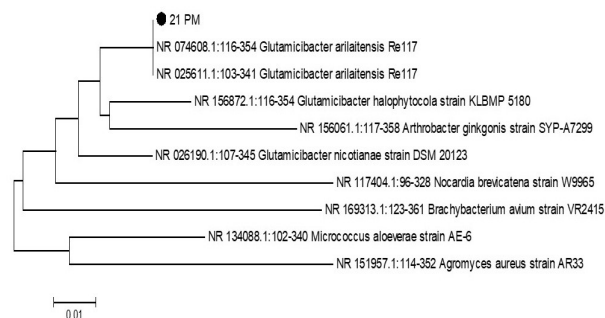 21 PM
NR 074608.1:116-354 Glutamicibacter arilaitensis Re117
NR 025611.1:103-341 Glutamicibacter arilaitensis Re117
NR 156872.1:116-354 Glutamicibacter halophytocola strain KLBMP 5180
NR 156061.1:117-358 Arthrobacter ginkgonis strain SYP-A7299
NR 026190.1:107-345 Glutamicibacter nicotianae strain DSM 20123
NR 117404.1:96-328 Nocardia brevicatena strain W9965
NR 169313.1:123-361 Brachybacterium avium strain VR2415
NR 134088.1:102-340 Micrococcus aloeverae strain AE-6
NR 151957.1:114-352 Agromyces aureus strain AR33
0.01